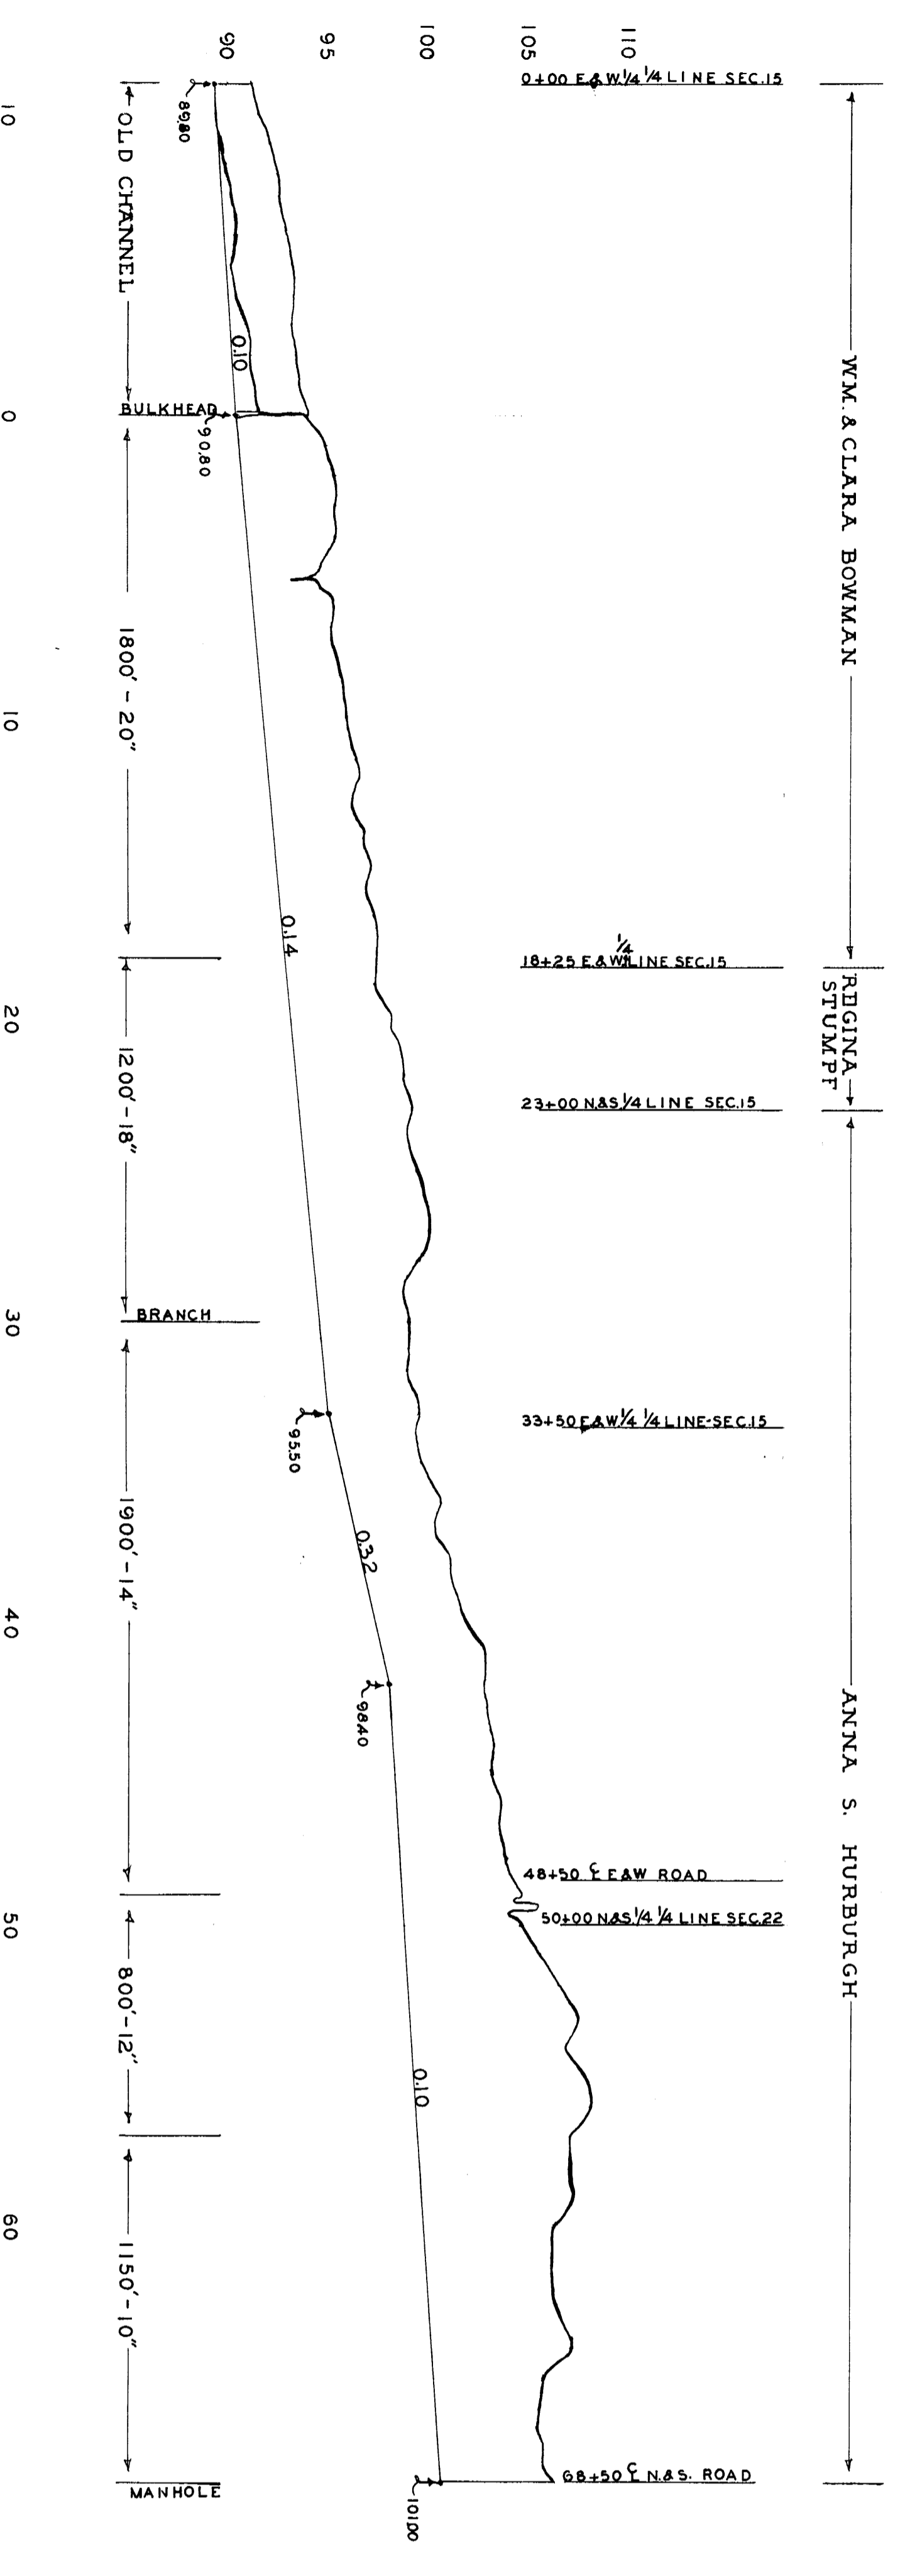 110
105
100
95
90
0+00 E&W.¼ ¼ LINE SEC.15
18+25 E&W ¼ LINE SEC.15
23+00 N.&S.¼ LINE SEC.15
33+50 E&W.¼ ¼ LINE-SEC.15
48+50 ℄ E&W ROAD
50+00 N&S.¼ ¼ LINE SEC.22
68+50 ℄ N.&S. ROAD
WM. & CLARA BOWMAN
REGINA
STUMPF
ANNA S. HURBURGH
89.80
0.10
90.80
0.14
95.50
0.32
98.40
0.10
101.00
OLD CHANNEL
BULKHEAD
1800' - 20"
1200' - 18"
BRANCH
1900' - 14"
800' - 12"
1150' - 10"
MANHOLE
10
0
10
20
30
40
50
60